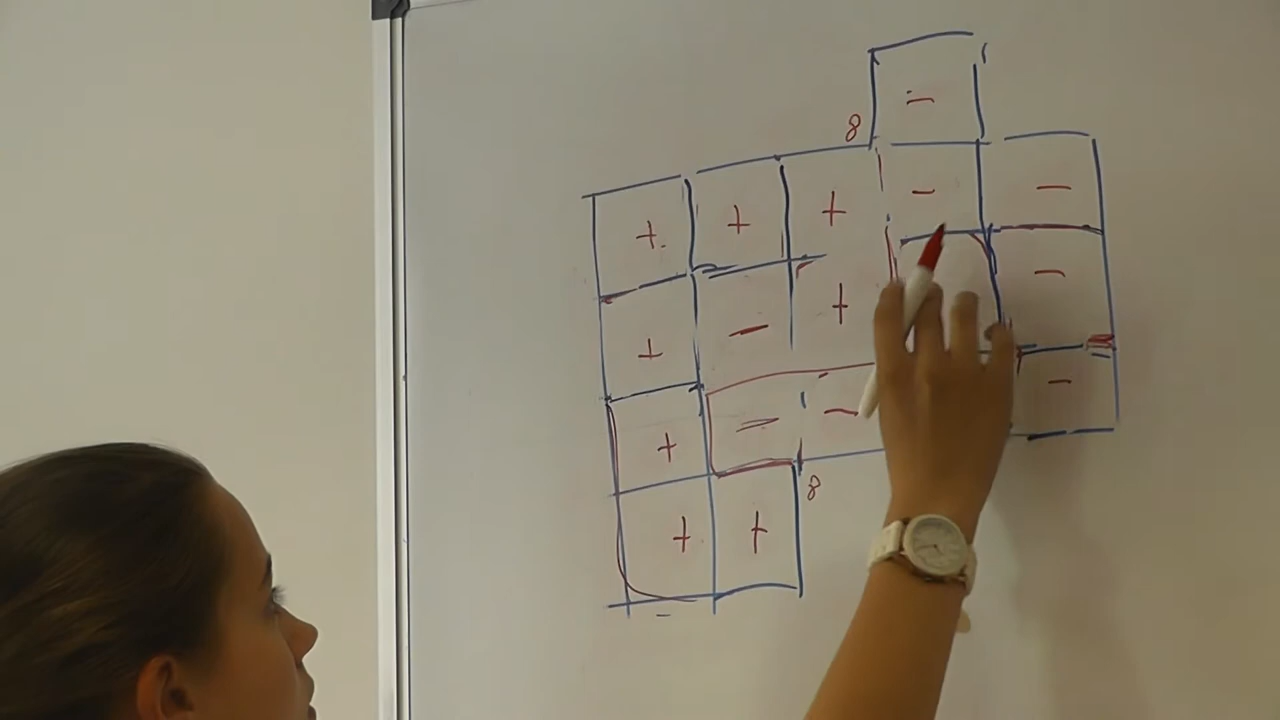 -
8
+ + + - -
+ - + -
+ - - -
8
+ +
-